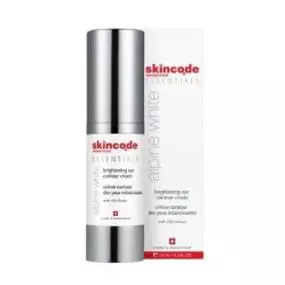 skincode
ESSENTIALS
alpine white
brightening eye
contour cream
crème contour
des yeux éclaircissante
skincode
ESSENTIALS
alpine white
brightening eye
contour cream
crème contour
des yeux éclaircissante